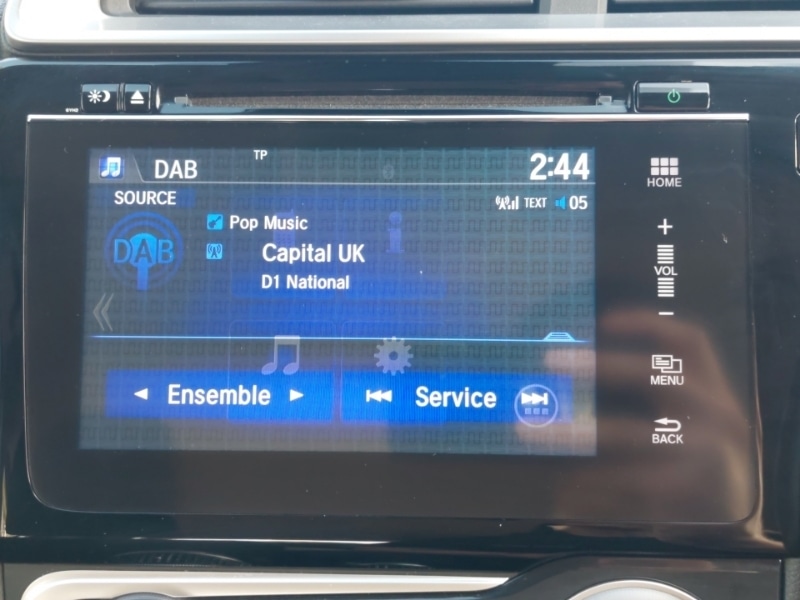 DAB TP 2:44
SOURCE TEXT 05
DAB Pop Music
Capital UK
D1 National
Ensemble Service
HOME
+
VOL
-
MENU
BACK